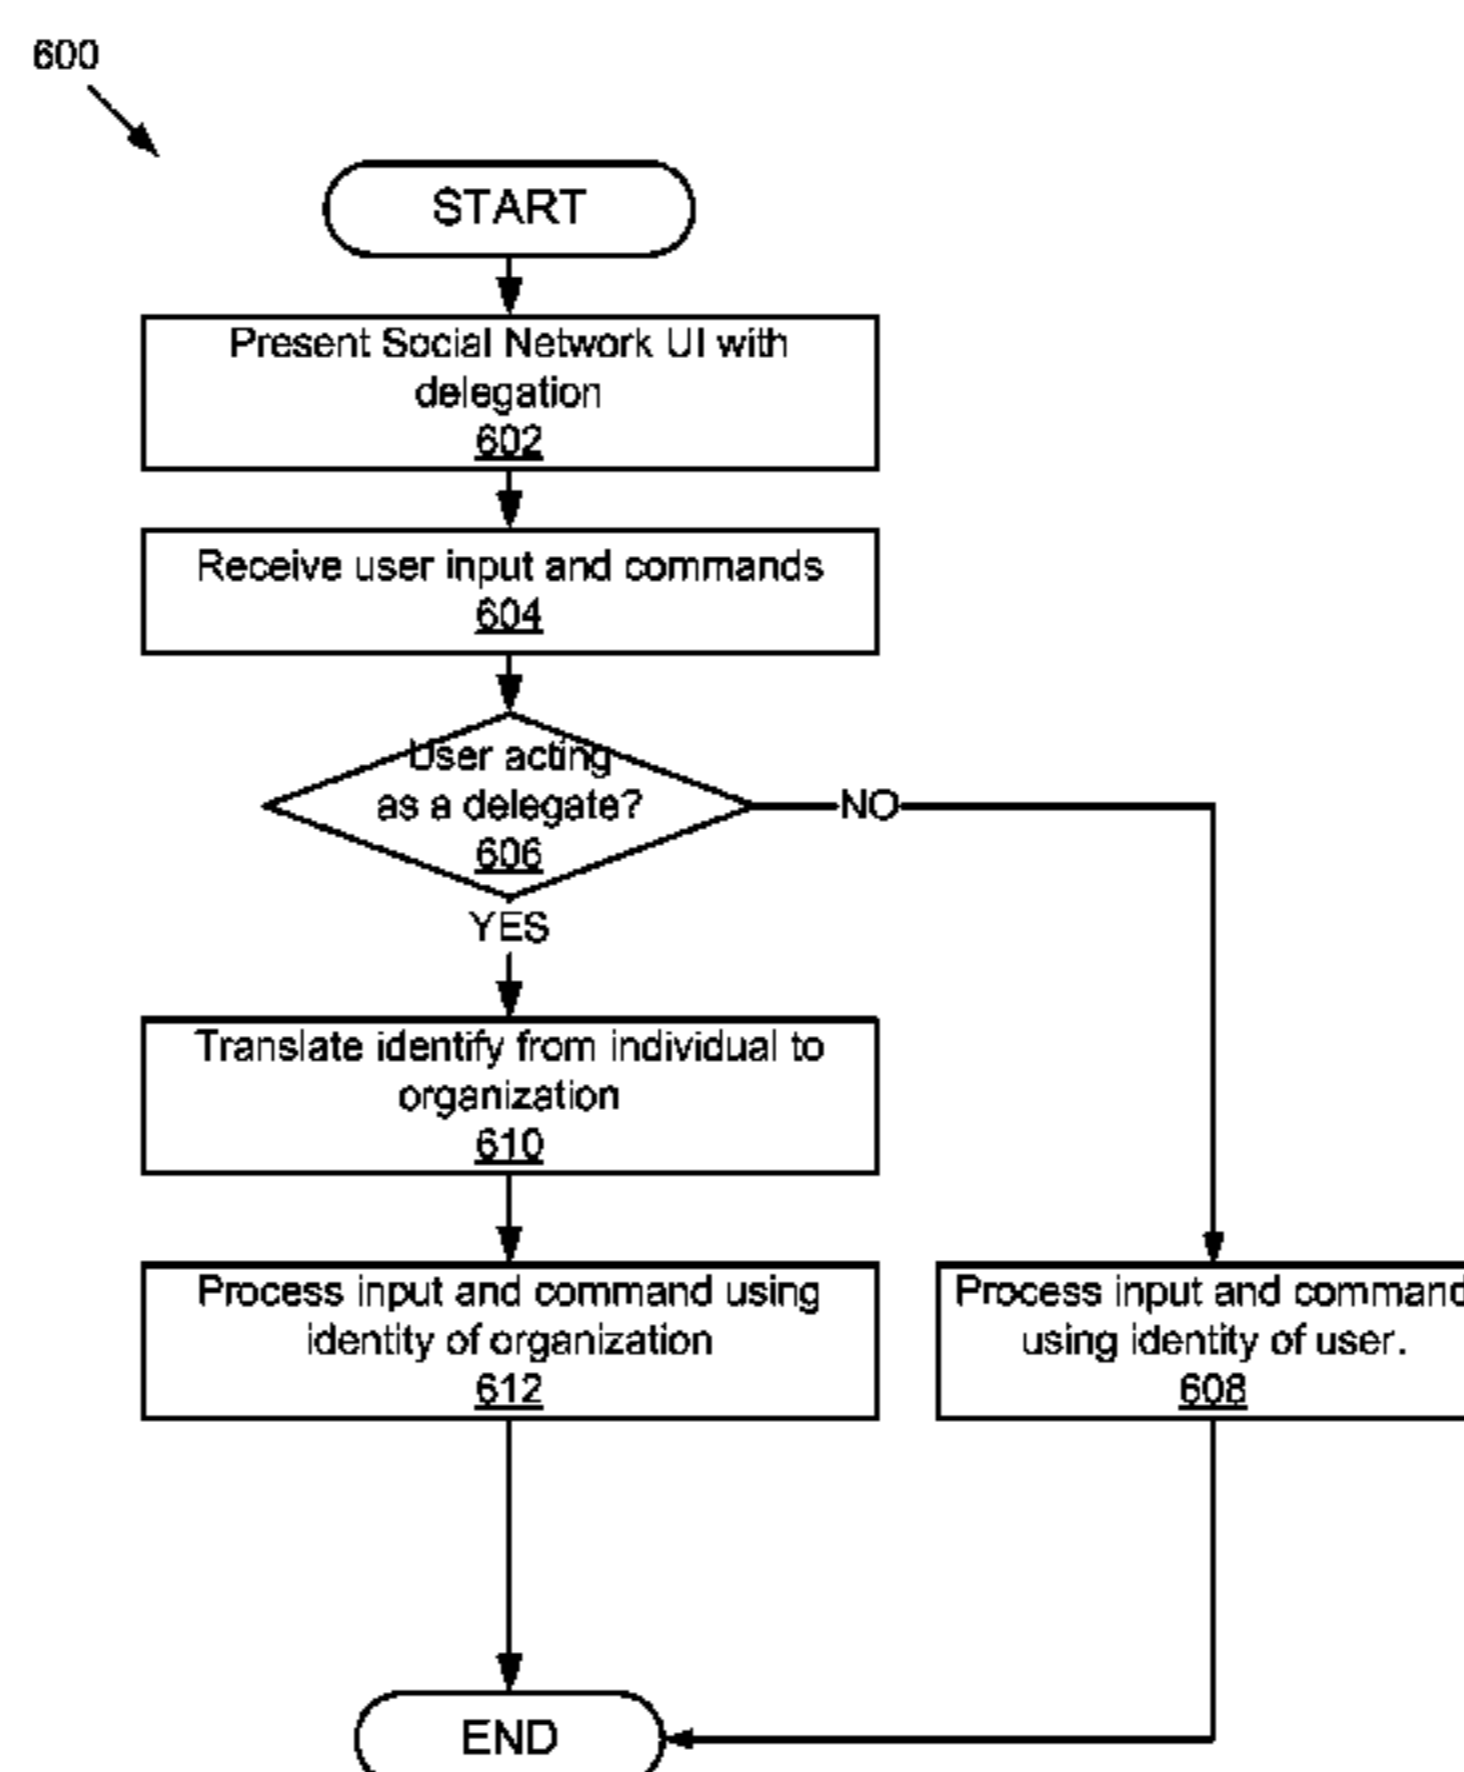 600
START
Present Social Network UI with
delegation
602
Receive user input and commands
604
User acting
as a delegate?
606
NO
YES
Translate identify from individual to
organization
610
Process input and command using
identity of organization
612
Process input and command
using identity of user.
608
END